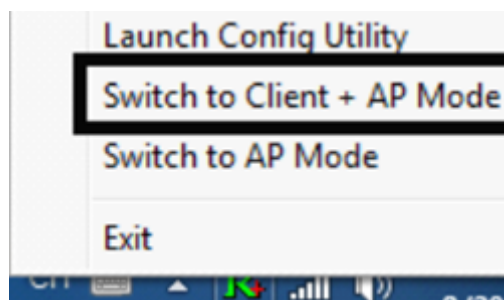 Launch Config Utility
Switch to Client + AP Mode
Switch to AP Mode
Exit